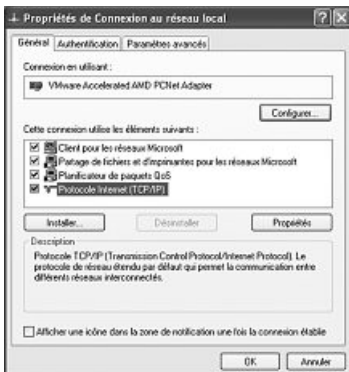 Propriétés de Connexion au réseau local
Général Authentification Paramètres avancés
Connexion en utilisant :
VMware Accelerated AMD PCNet Adapter
Configurer...
Cette connexion utilise les éléments suivants :
Client pour les réseaux Microsoft
Partage de fichiers et d'imprimantes pour les réseaux Microsoft
Planificateur de paquets QoS
Protocole Internet (TCP/IP)
Installer... Désinstaller Propriétés
Description
Protocole TCP/IP (Transmission Control Protocol/Internet Protocol). Le
protocole de réseau étendu par défaut qui permet la communication entre
différents réseaux interconnectés.
Afficher une icône dans la zone de notification une fois la connexion établie
OK Annuler